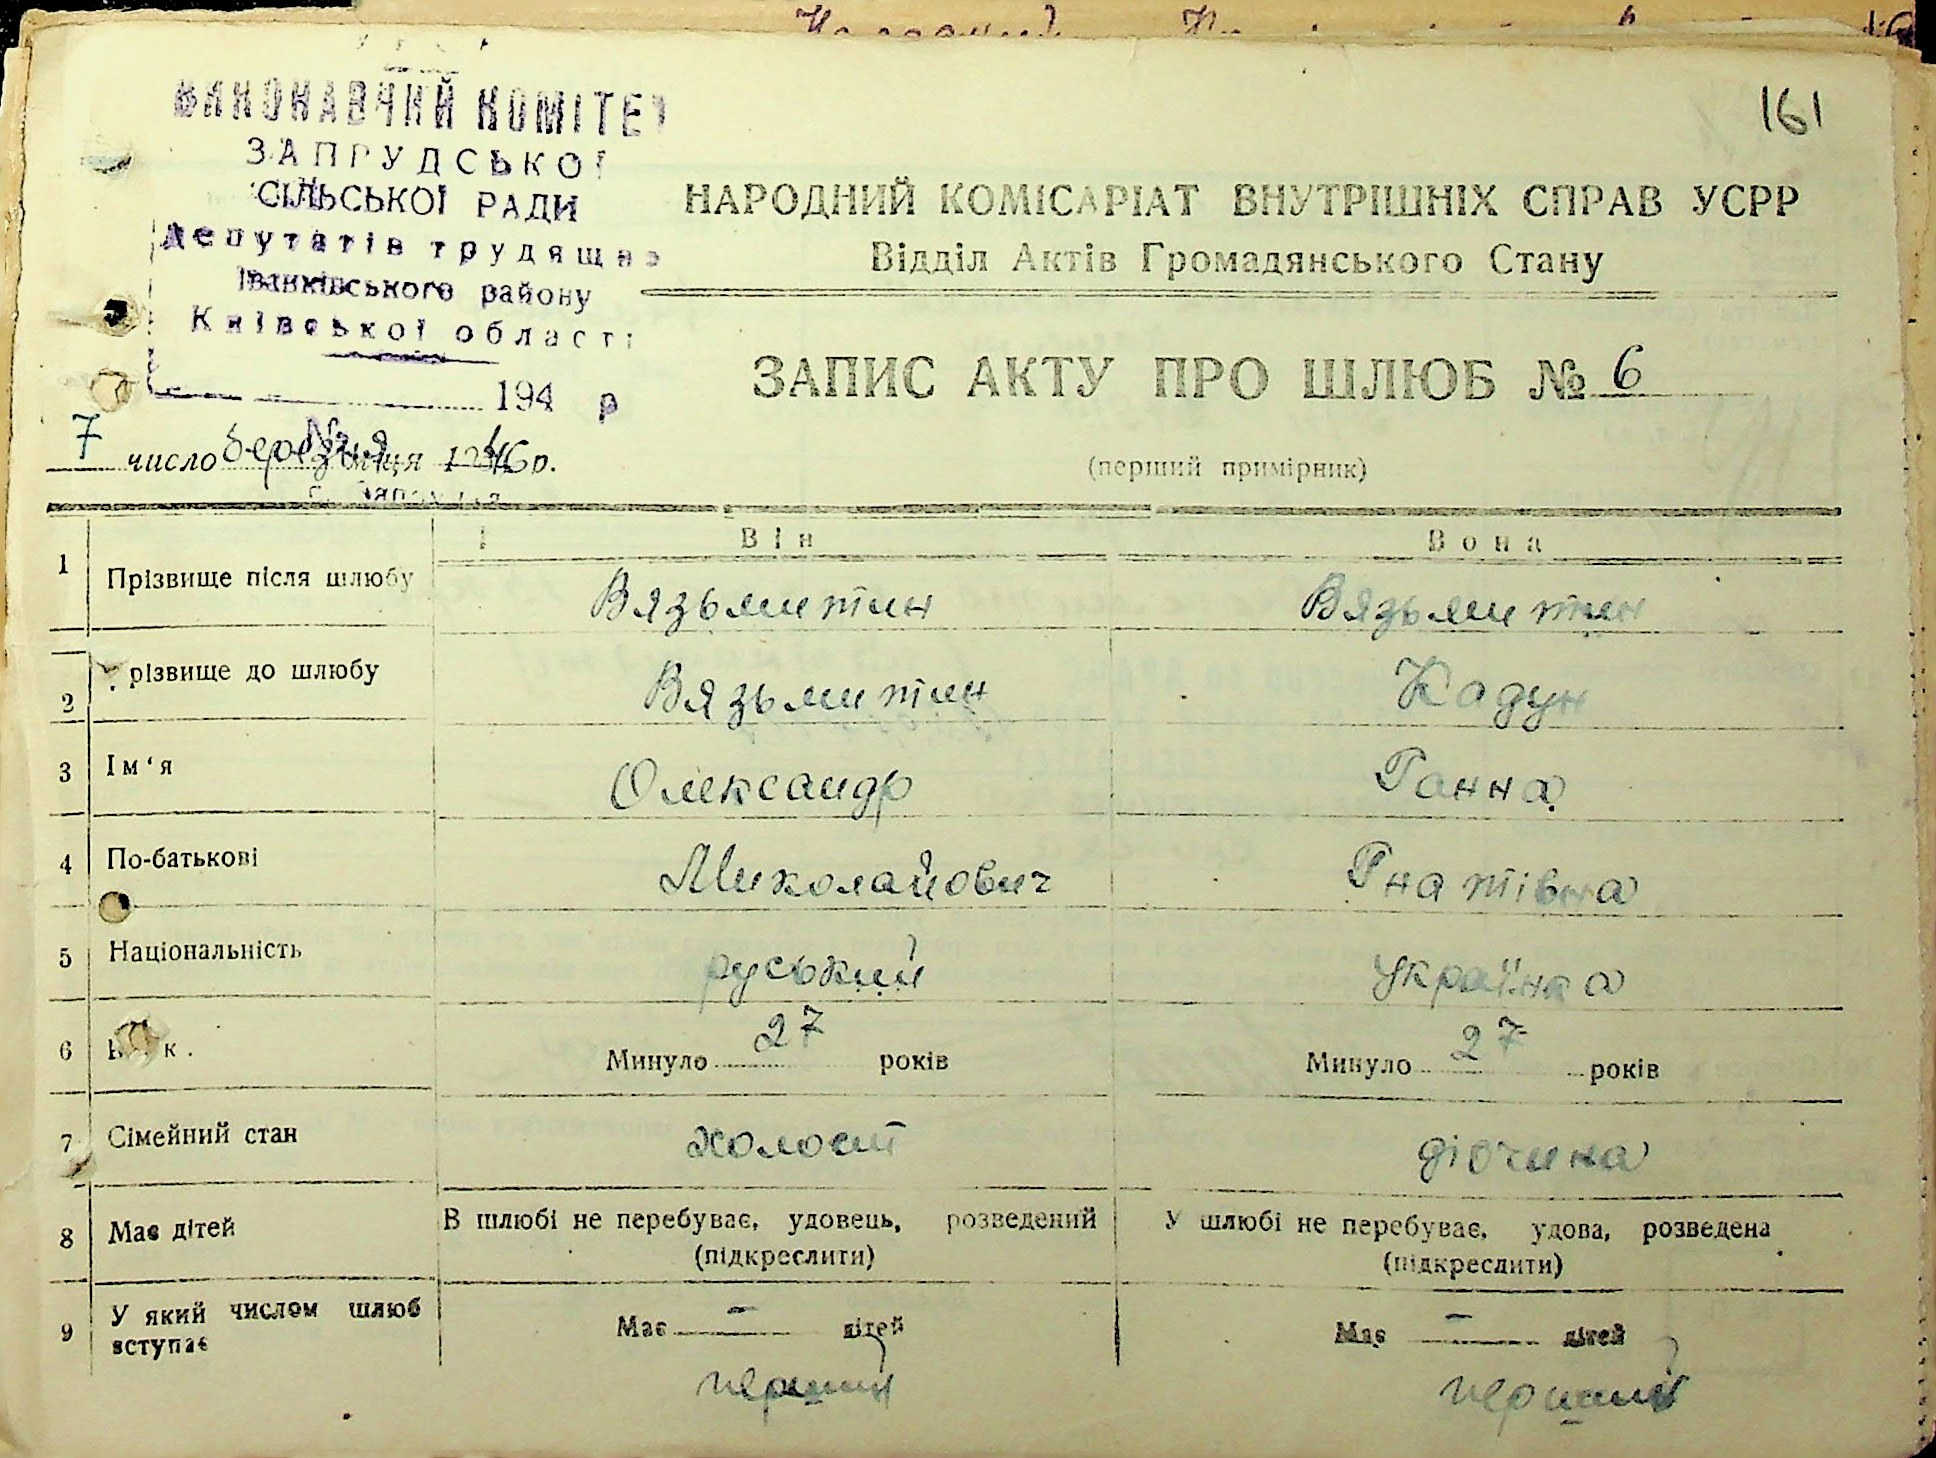 161
ВИКОНАВЧИЙ КОМІТЕТ
ЗАПРУДСЬКОЇ
СІЛЬСЬКОЇ РАДИ
депутатів трудящих
Іванківського району
Київської області
194 р
№
НАРОДНИЙ КОМІСАРІАТ ВНУТРІШНІХ СПРАВ УСРР
Відділ Актів Громадянського Стану
ЗАПИС АКТУ ПРО ШЛЮБ № 6
7 число березня місяця 1946 р.
(перший примірник)
Він Вона
1 Прізвище після шлюбу Вязьмитин Вязьмитин
2 різвище до шлюбу Вязьмитин Кадун
3 Ім'я Олександр Ганна
4 По-батькові Миколайович Гнатівна
5 Національність руський українка
6 Минуло 27 років Минуло 27 років
7 Сімейний стан холост дівчина
8 Має дітей В шлюбі не перебуває, удовець, розведений У шлюбі не перебуває, удова, розведена
(підкреслити) (підкреслити)
9 У який числом шлюб Має – дітей Має – дітей
вступає
перший перший